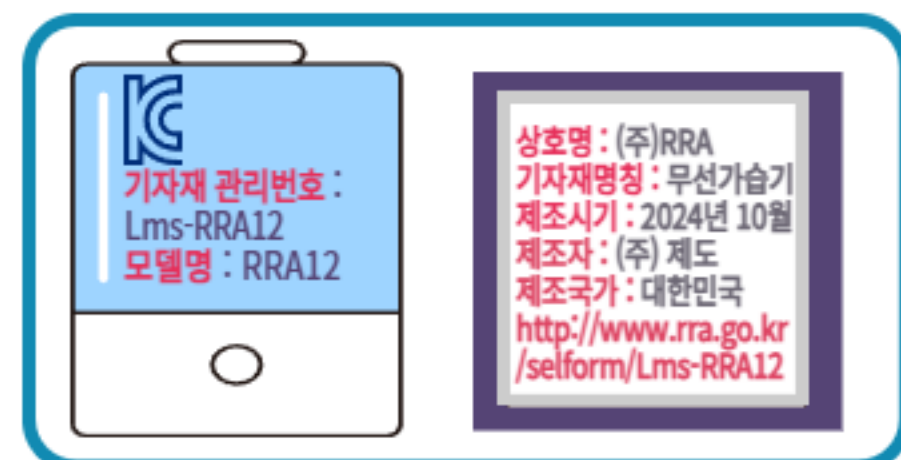 KC
기자재 관리번호 :
Lms-RRA12
모델명 : RRA12
상호명 : (주)RRA
기자재명칭 : 무선가습기
제조시기 : 2024년 10월
제조자 : (주) 제도
제조국가 : 대한민국
http://www.rra.go.kr
/selform/Lms-RRA12